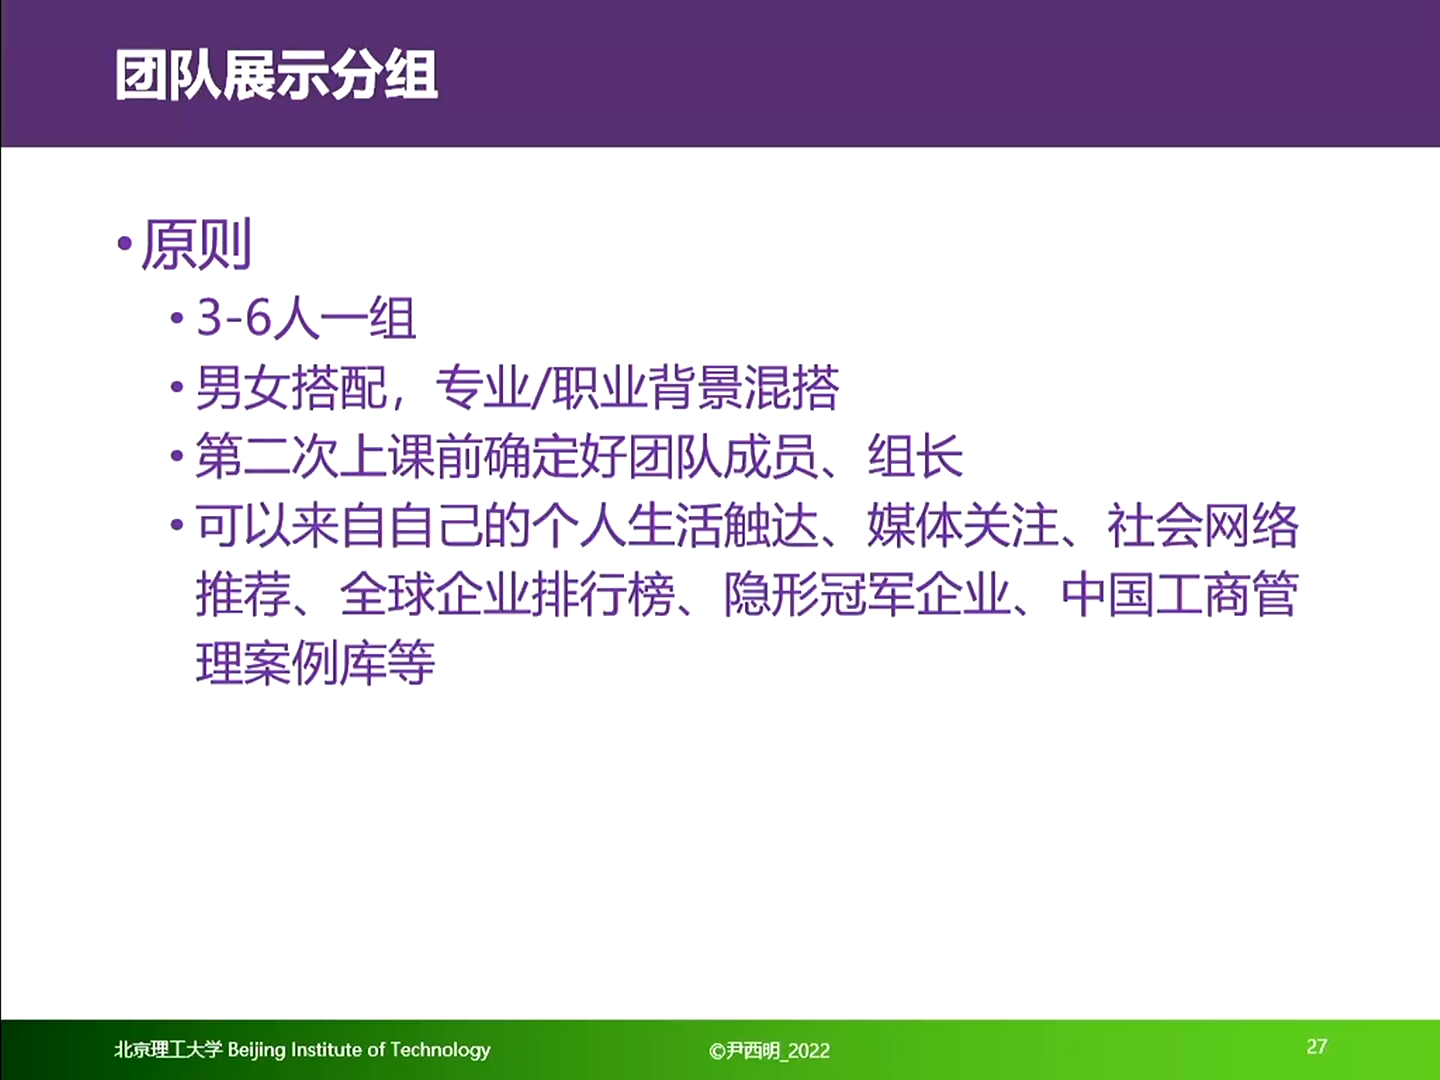 团队展示分组
•原则
•3-6人一组
•男女搭配，专业/职业背景混搭
•第二次上课前确定好团队成员、组长
•可以来自自己的个人生活触达、媒体关注、社会网络
推荐、全球企业排行榜、隐形冠军企业、中国工商管
理案例库等
北京理工大学 Beijing Institute of Technology
©尹西明_2022
27